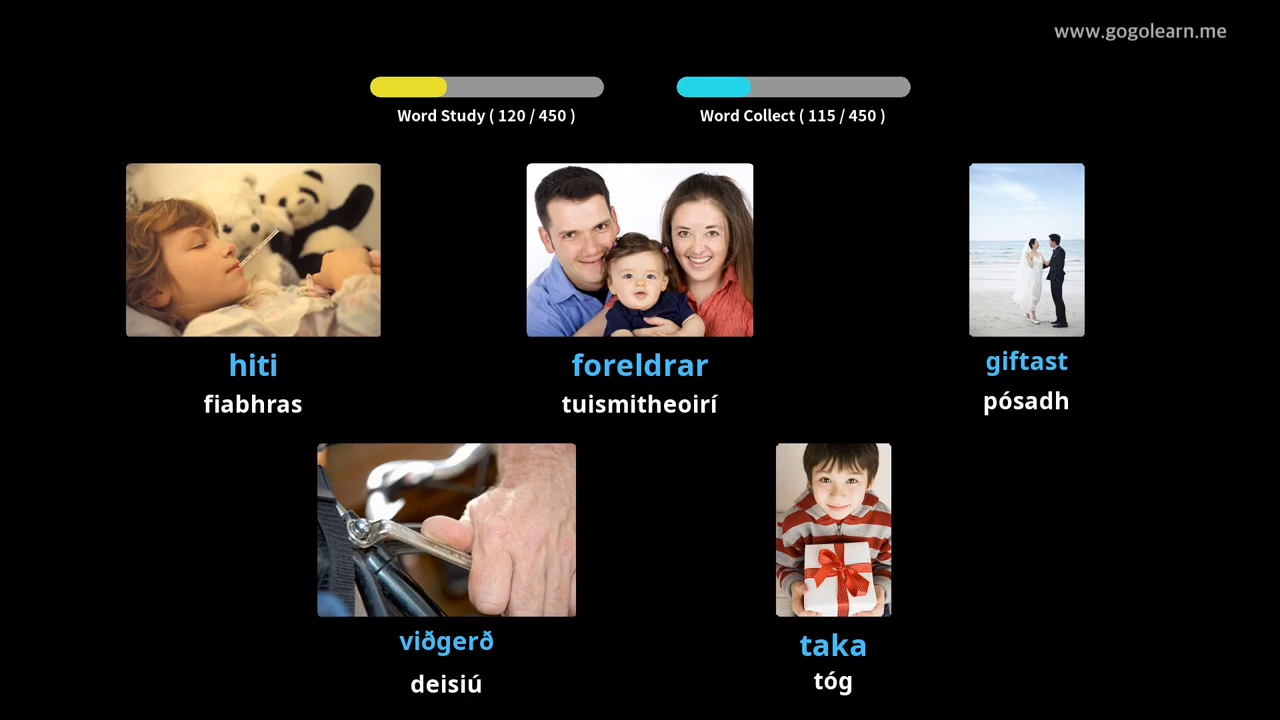 www.gogolearn.me
Word Study ( 120 / 450 )
Word Collect ( 115 / 450 )
hiti
fiabhras
foreldrar
tuismitheoirí
giftast
pósadh
viðgerð
deisiú
taka
tóg